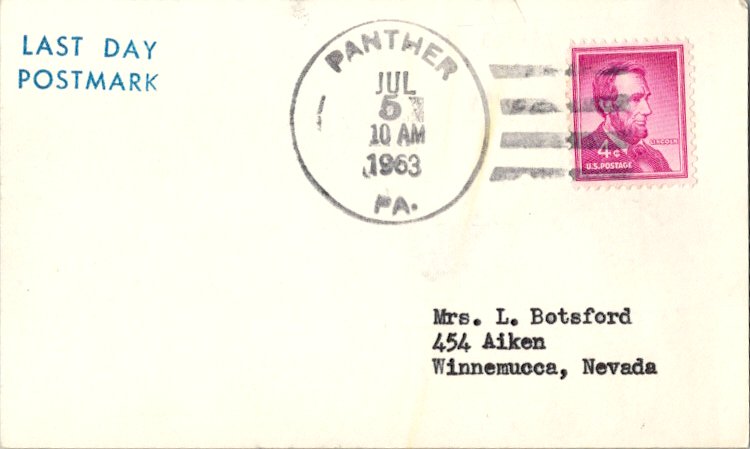 LAST DAY
POSTMARK
PANTHER
JUL
5
10 AM
1963
PA.
LINCOLN
4¢
U.S. POSTAGE
Mrs. L. Botsford
454 Aiken
Winnemucca, Nevada